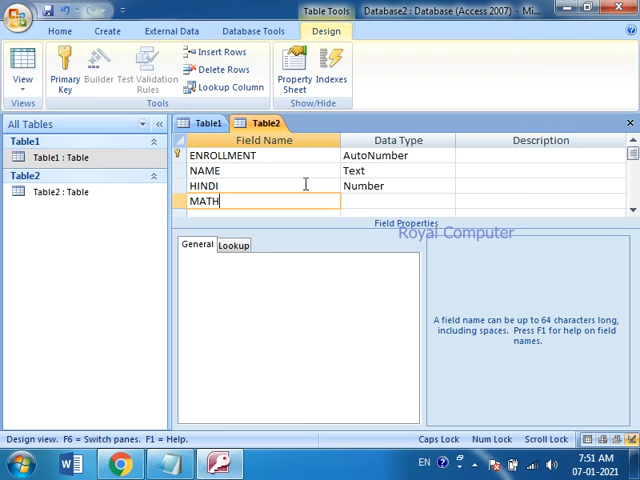 Table Tools
Database2 : Database (Access 2007) - Mi...
Home
Create
External Data
Database Tools
Design
View
Primary Key
Builder
Test Validation Rules
Insert Rows
Delete Rows
Lookup Column
Property Sheet
Indexes
Views
Tools
Show/Hide
All Tables
Table1
Table1 : Table
Table2
Table2 : Table
Table1
Table2
Field Name
Data Type
Description
ENROLLMENT
AutoNumber
NAME
Text
HINDI
Number
MATH
Field Properties
Royal Computer
General
Lookup
A field name can be up to 64 characters long,
including spaces. Press F1 for help on field
names.
Design view. F6 = Switch panes. F1 = Help.
Caps Lock
Num Lock
Scroll Lock
EN
7:51 AM
07-01-2021